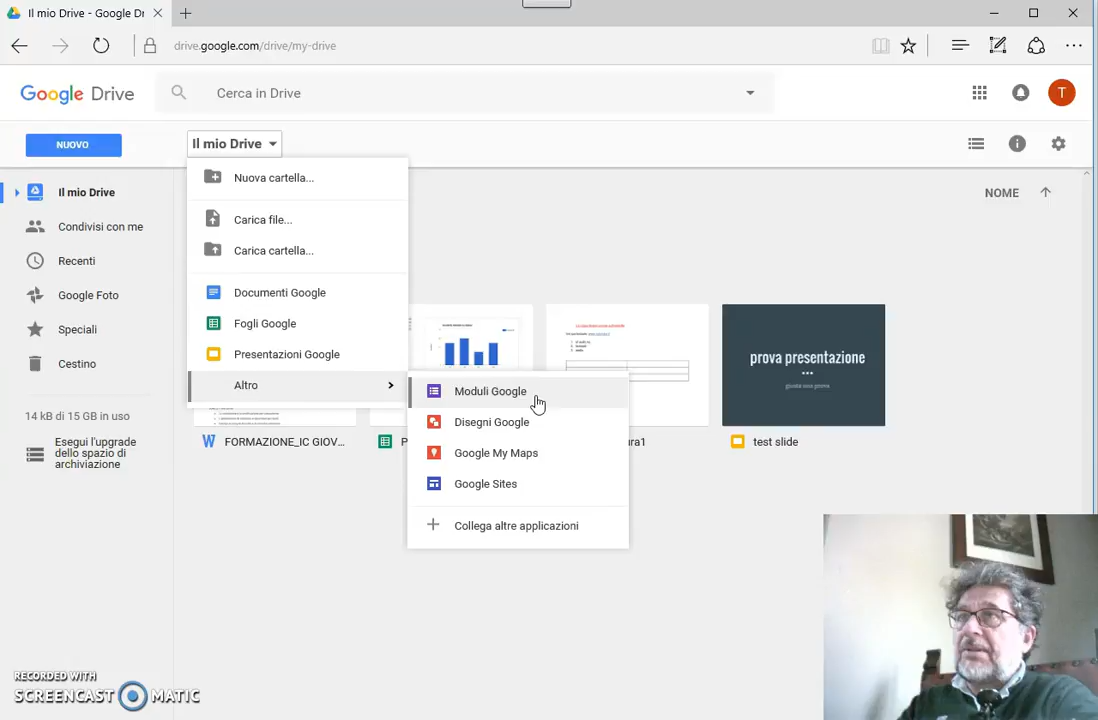 Il mio Drive - Google Dr
drive.google.com/drive/my-drive
Google Drive
Cerca in Drive
T
NUOVO
Il mio Drive
Il mio Drive
Condivisi con me
Recenti
Google Foto
Speciali
Cestino
14 kB di 15 GB in uso
Esegui l'upgrade
dello spazio di
archiviazione
Nuova cartella...
Carica file...
Carica cartella...
Documenti Google
Fogli Google
Presentazioni Google
Altro
Moduli Google
Disegni Google
Google My Maps
Google Sites
Collega altre applicazioni
NOME
prova presentazione
W FORMAZIONE_IC GIOV...
P
ura1
test slide
RECORDED WITH
SCREENCAST MATIC